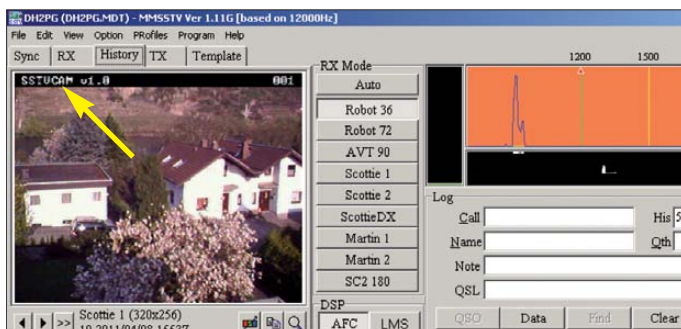 DH2PG (DH2PG.MDT) - MMSSTV Ver 1.11G [based on 12000Hz]
File Edit View Option PRofiles Program Help
Sync RX History TX Template
SSTVCAM v1.0 001
RX Mode
Auto
Robot 36
Robot 72
AVT 90
Scottie 1
Scottie 2
ScottieDX
Martin 1
Martin 2
SC2 180
DSP
AFC LMS
1200 1500
Log
Call His 5
Name Qth
Note
QSL
QSO Data Find Clear
Scottie 1 (320x256)
>>